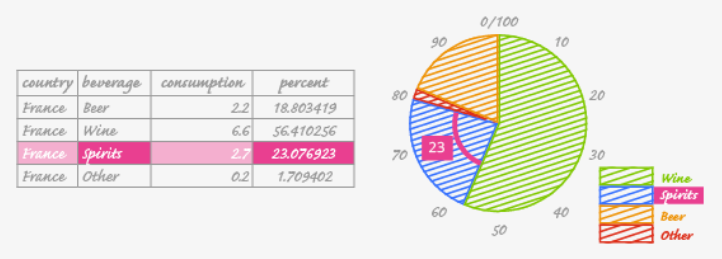 country beverage consumption percent
France Beer 2.2 18.803419
France Wine 6.6 56.410256
France Spirits 2.7 23.076923
France Other 0.2 1.709402
0/100
90 10
80 20
23
70 30
60 40
50
Wine
Spirits
Beer
Other